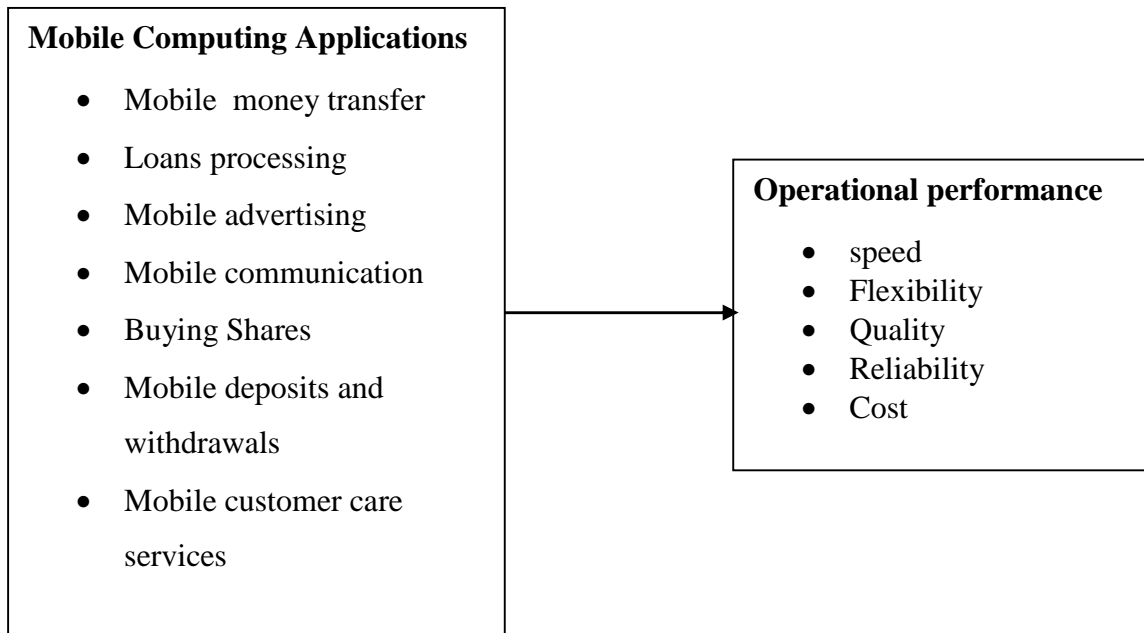 Mobile Computing Applications
• Mobile  money transfer
• Loans processing
• Mobile advertising
• Mobile communication
• Buying Shares
• Mobile deposits and
withdrawals
• Mobile customer care
services
Operational performance
• speed
• Flexibility
• Quality
• Reliability
• Cost